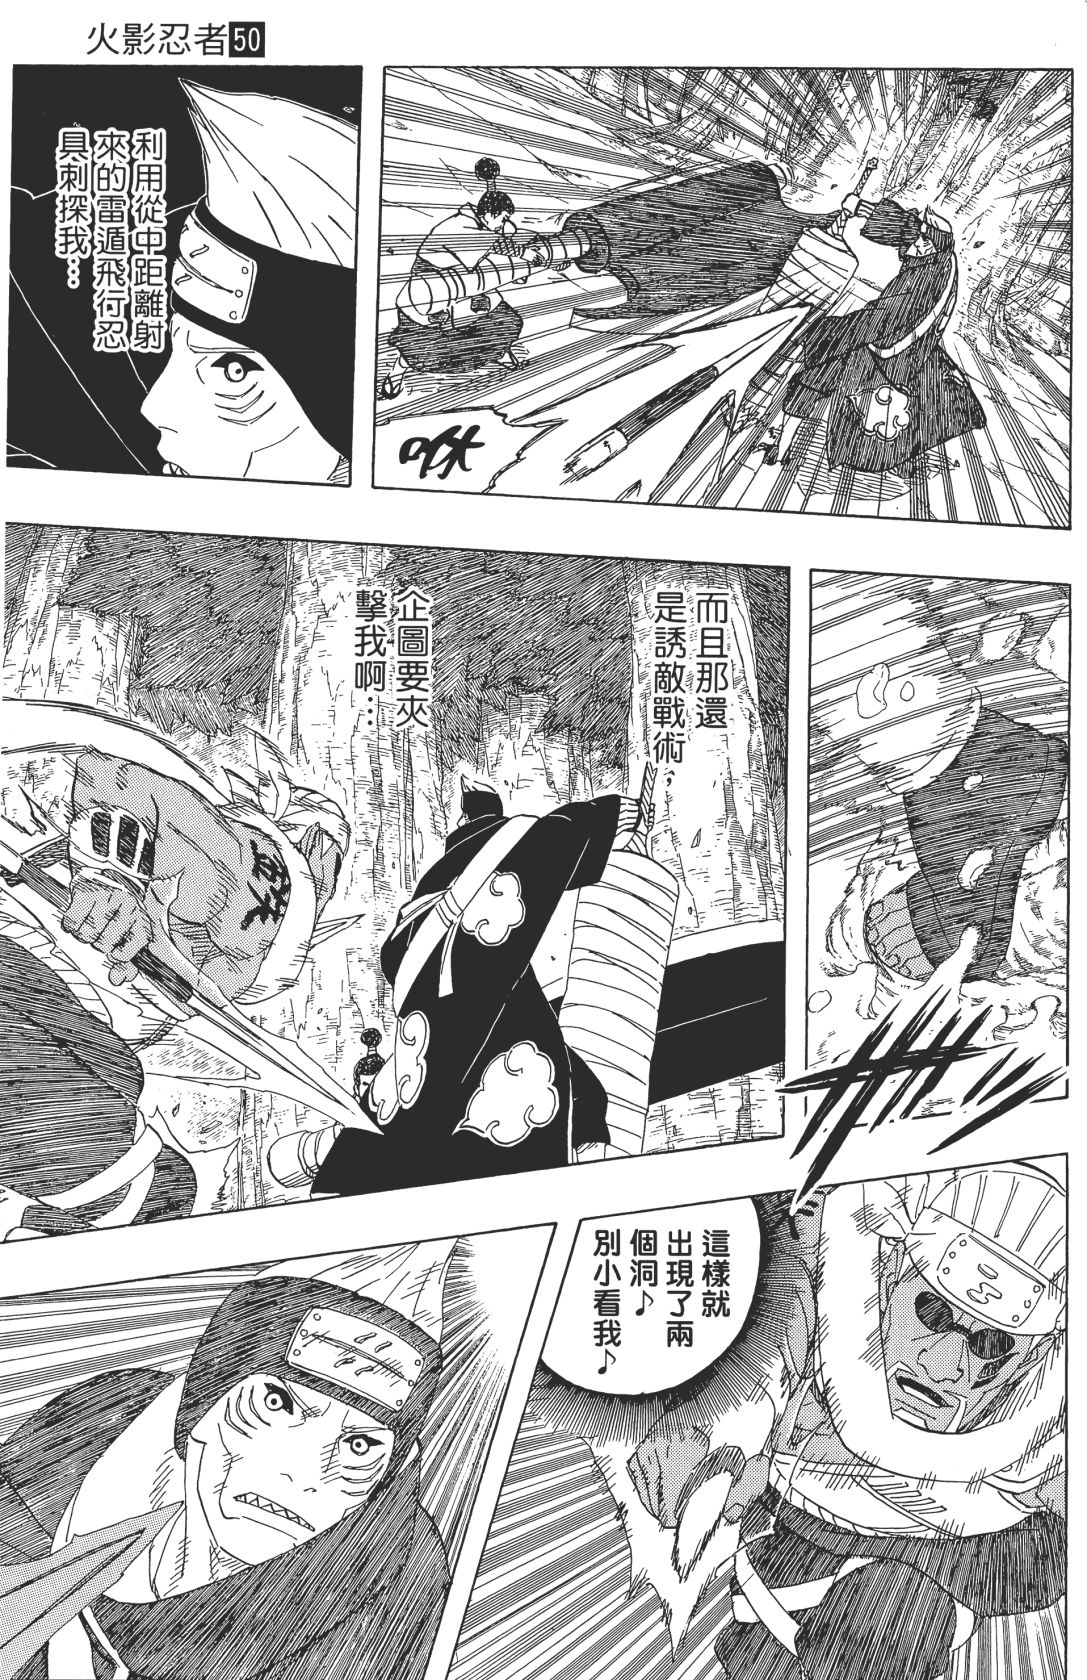 火影忍者50
咻
利用從中距離射
來的雷遁飛行忍
具刺探我…
而且那還
是誘敵戰術，
企圖要夾
擊我啊…
這樣就
出現了兩
個洞♪
別小看我♪